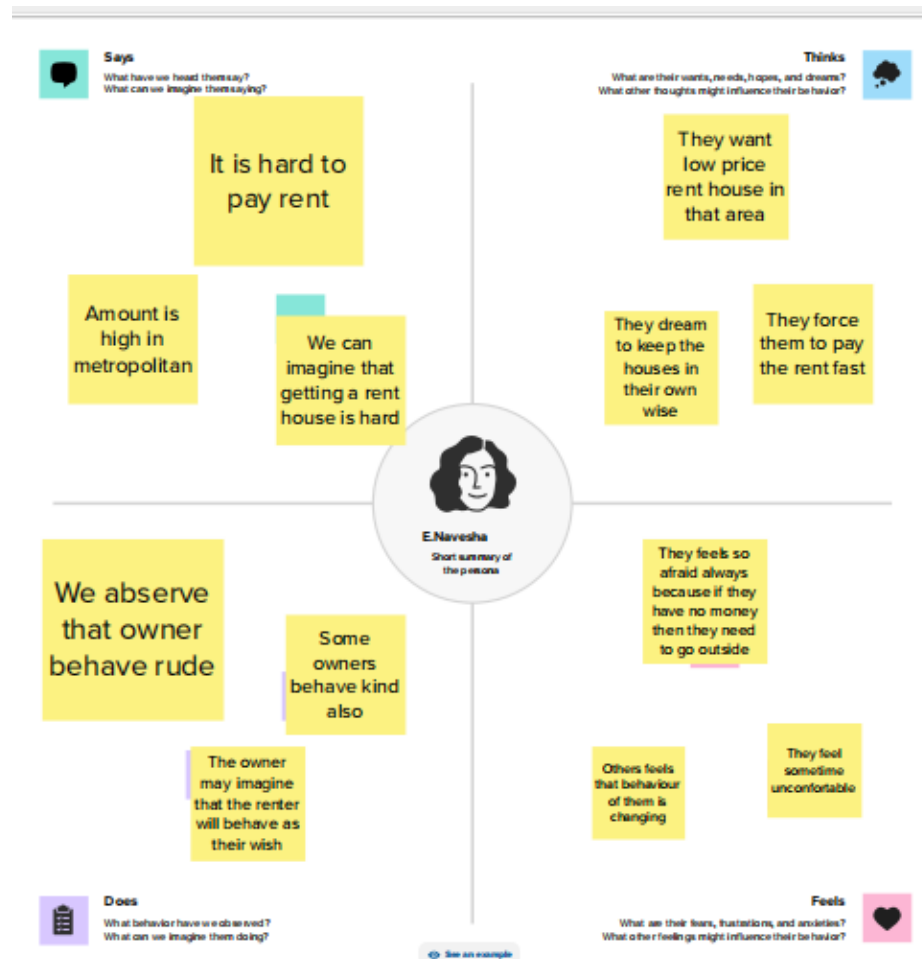 Says
What have we heard them say?
What can we imagine them saying?
It is hard to
pay rent
Amount is
high in
metropolitan
We can
imagine that
getting a rent
house is hard
Thinks
What are their wants, needs, hopes, and dreams?
What other thoughts might influence their behavior?
They want
low price
rent house in
that area
They dream
to keep the
houses in
their own
wise
They force
them to pay
the rent fast
E.Navesha
Short summary of
the persona
We abserve
that owner
behave rude
Some
owners
behave kind
also
The owner
may imagine
that the renter
will behave as
their wish
Does
What behavior have we observed?
What can we imagine them doing?
They feels so
afraid always
because if they
have no money
then they need
to go outside
Others feels
that behaviour
of them is
changing
They feel
sometime
unconfortable
Feels
What are their fears, frustrations, and anxieties?
What other feelings might influence their behavior?
See an example